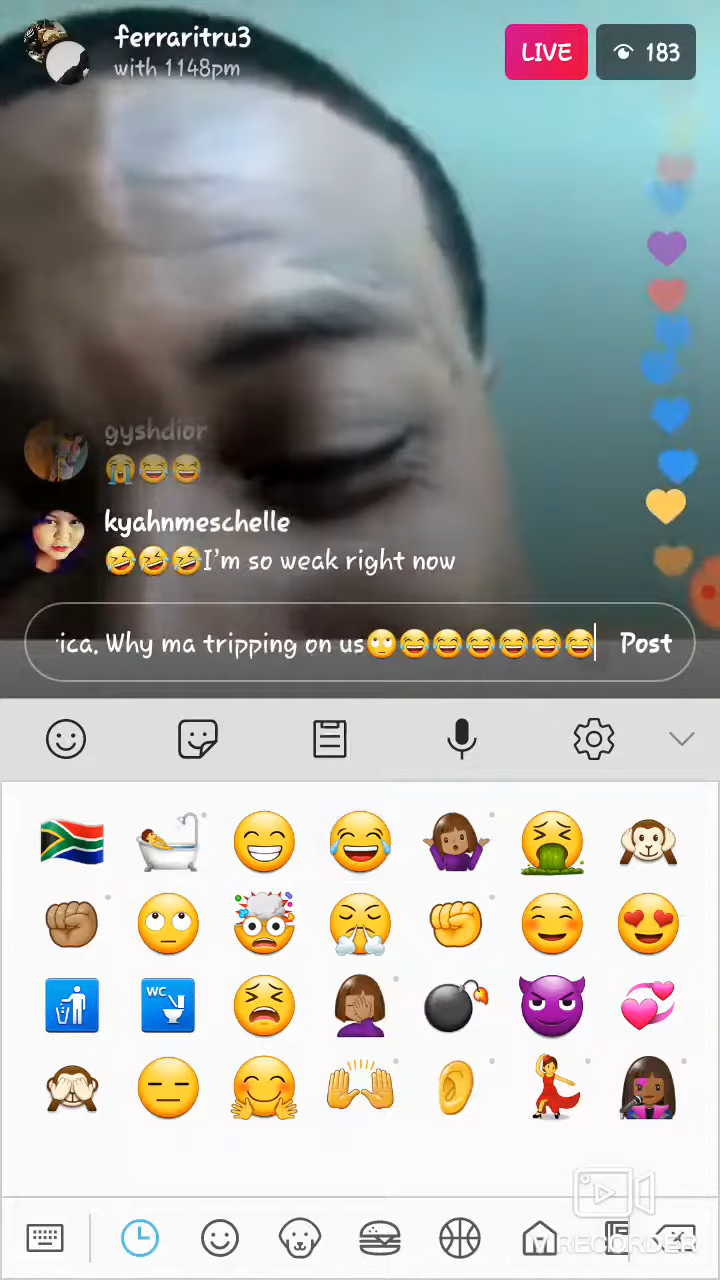 ferraritru3
with 1148pm
LIVE
183
gyshdior
😭😂😂
kyahnmeschelle
🤣🤣🤣I'm so weak right now
ica. Why ma tripping on us🙄😂😂😂😂😂😂
Post
WC
RECORDER